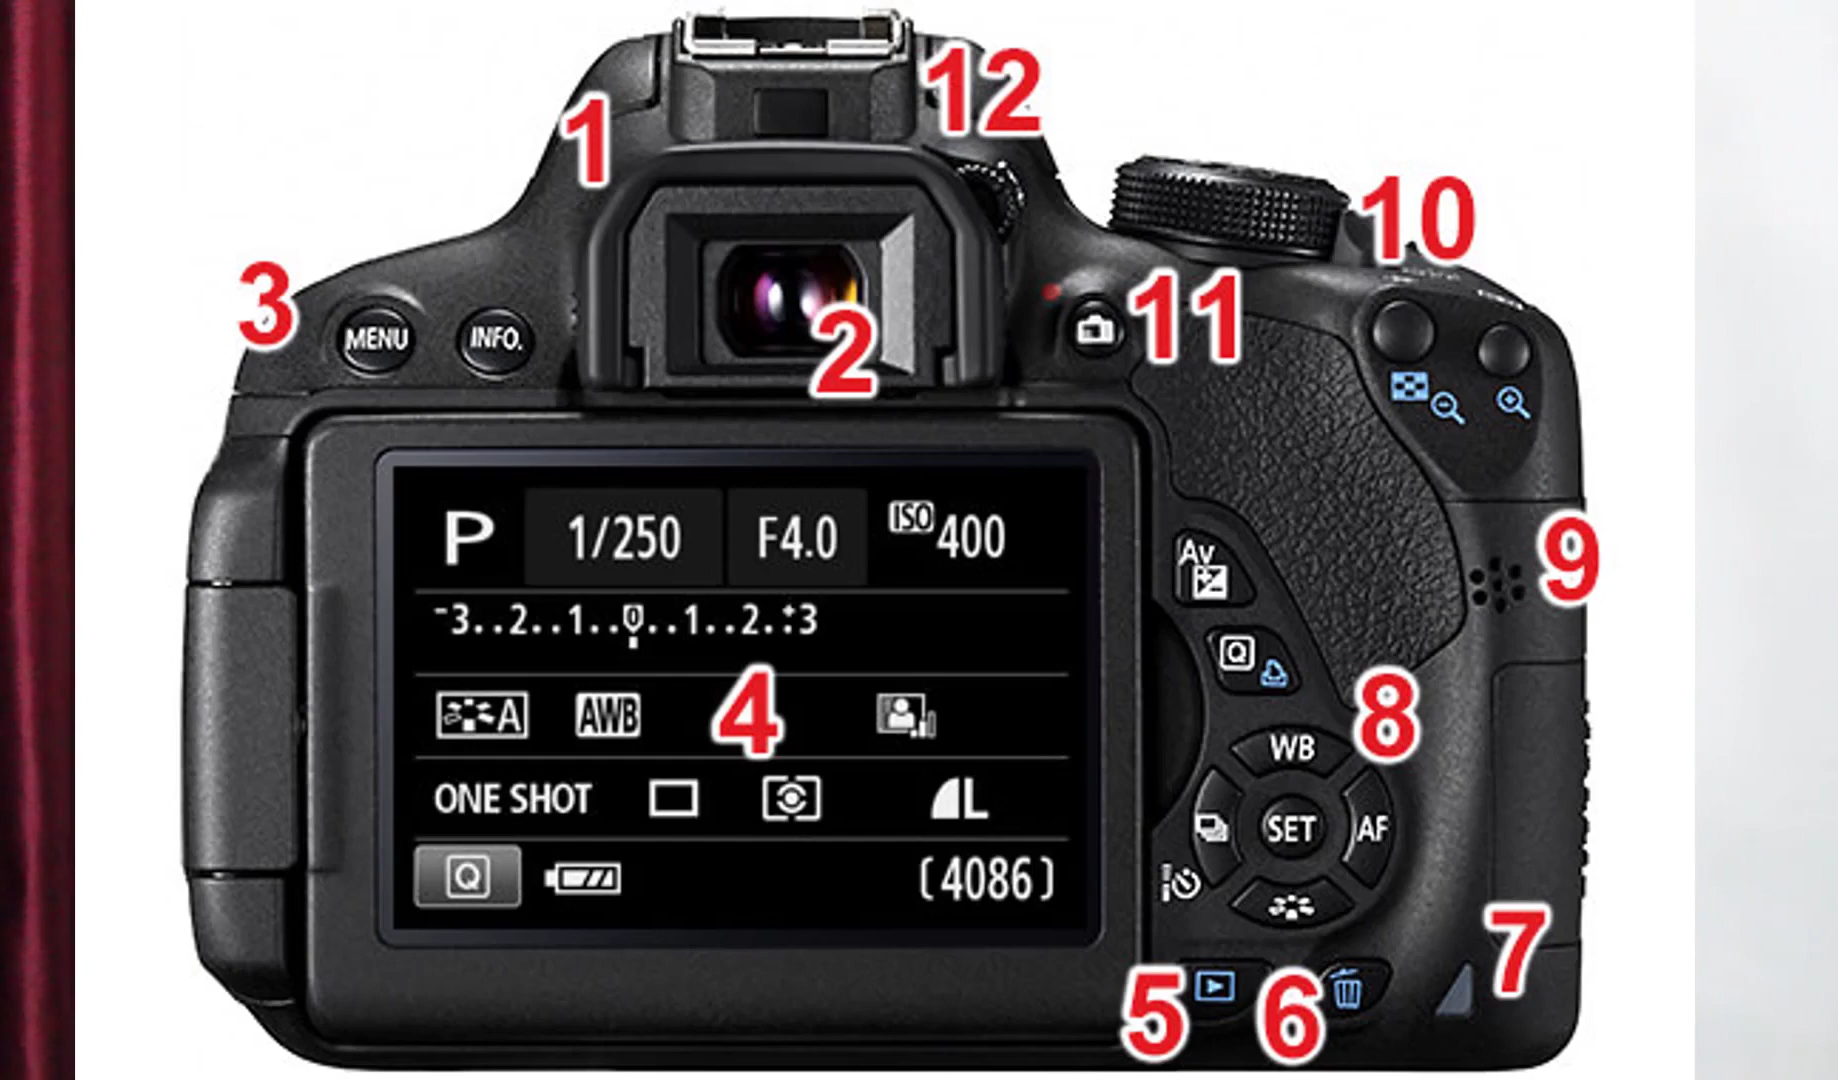 12
1
10
3
MENU
INFO.
11
2
P 1/250 F4.0 ISO 400
-3..2..1..0..1..2..+3
Av
9
Q
A AWB 4
8
WB
ONE SHOT L
SET AF
Q [4086]
7
5
6